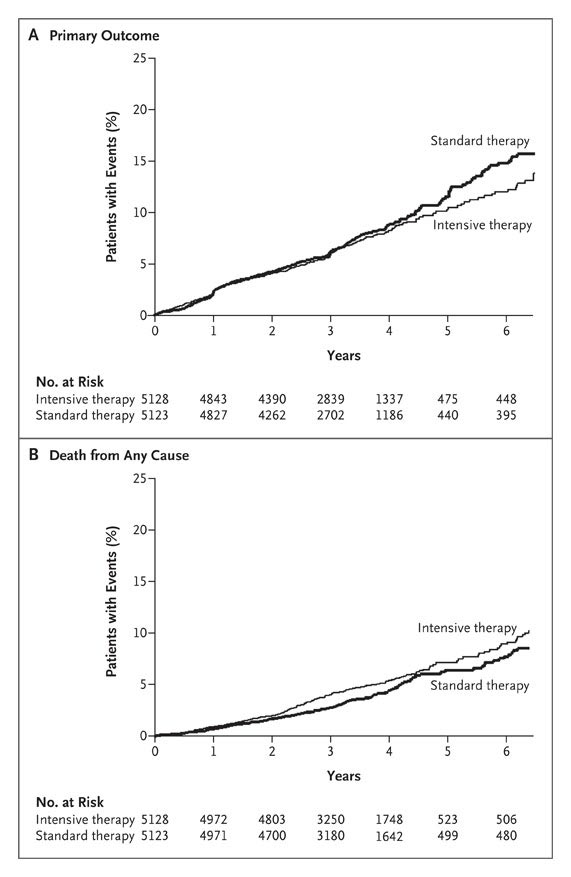 A Primary Outcome
25
20
15
10
5
0
Patients with Events (%)
Standard therapy
Intensive therapy
0 1 2 3 4 5 6
Years
No. at Risk
Intensive therapy 5128 4843 4390 2839 1337 475 448
Standard therapy 5123 4827 4262 2702 1186 440 395
B Death from Any Cause
25
20
15
10
5
0
Patients with Events (%)
Intensive therapy
Standard therapy
0 1 2 3 4 5 6
Years
No. at Risk
Intensive therapy 5128 4972 4803 3250 1748 523 506
Standard therapy 5123 4971 4700 3180 1642 499 480